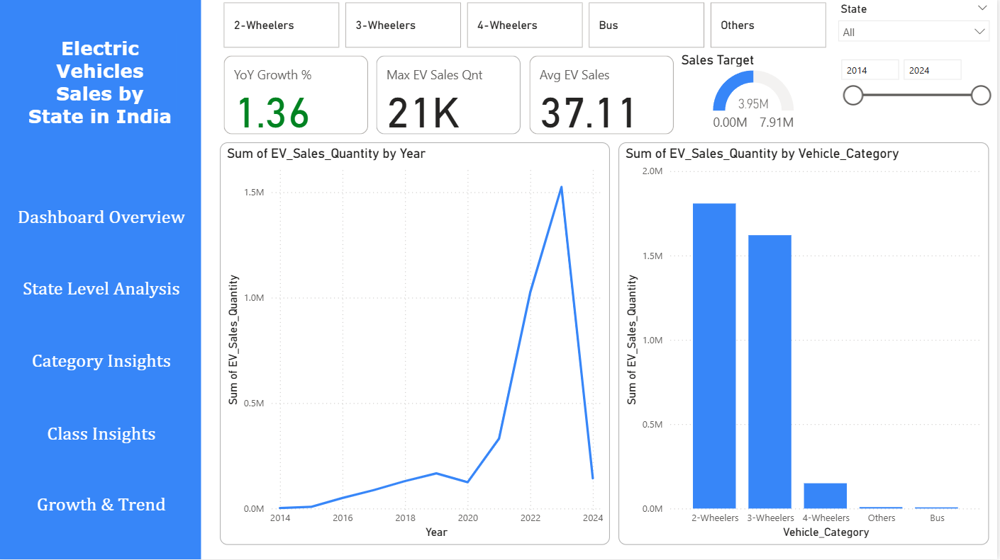 Electric
Vehicles
Sales by
State in India
Dashboard Overview
State Level Analysis
Category Insights
Class Insights
Growth & Trend
2-Wheelers
3-Wheelers
4-Wheelers
Bus
Others
State
All
2014
2024
YoY Growth %
1.36
Max EV Sales Qnt
21K
Avg EV Sales
37.11
Sales Target
3.95M
0.00M
7.91M
Sum of EV_Sales_Quantity by Year
Sum of EV_Sales_Quantity
1.5M
1.0M
0.5M
0.0M
2014
2016
2018
2020
2022
2024
Year
Sum of EV_Sales_Quantity by Vehicle_Category
Sum of EV_Sales_Quantity
2.0M
1.5M
1.0M
0.5M
0.0M
2-Wheelers
3-Wheelers
4-Wheelers
Others
Bus
Vehicle_Category